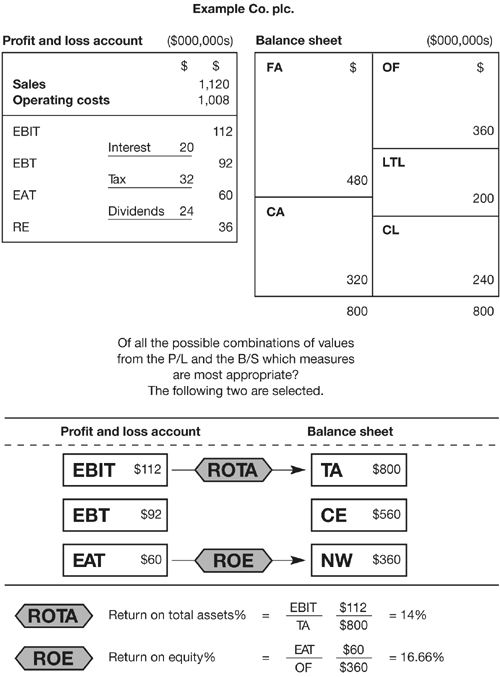 Example Co. plc.
Profit and loss account ($000,000s)
$ $
Sales 1,120
Operating costs 1,008
EBIT 112
Interest 20
EBT 92
Tax 32
EAT 60
Dividends 24
RE 36
Balance sheet ($000,000s)
FA $
480
CA
320
800
OF $
360
LTL
200
CL
240
800
Of all the possible combinations of values
from the P/L and the B/S which measures
are most appropriate?
The following two are selected.
Profit and loss account Balance sheet
EBIT $112 ROTA TA $800
EBT $92 CE $560
EAT $60 ROE NW $360
ROTA Return on total assets% = EBIT / TA $112 / $800 = 14%
ROE Return on equity% = EAT / OF $60 / $360 = 16.66%